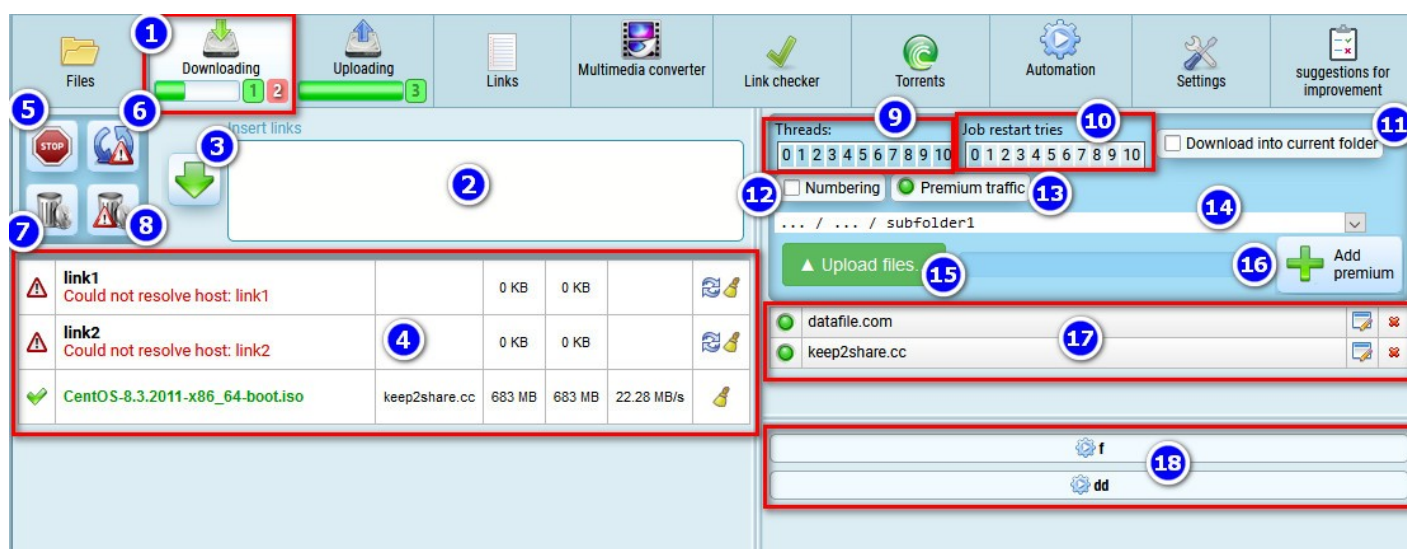 1
Files
Downloading
1 2
Uploading
3
Links
Multimedia converter
Link checker
Torrents
Automation
Settings
suggestions for
improvement
5
6
STOP
7
8
3
Insert links
2
Threads:
9
0 1 2 3 4 5 6 7 8 9 10
Job restart tries
10
0 1 2 3 4 5 6 7 8 9 10
Download into current folder
11
12
Numbering
Premium traffic
13
... / ... / subfolder1
14
▲ Upload files..
15
16
Add
premium
link1
Could not resolve host: link1
0 KB 0 KB
link2
Could not resolve host: link2
4
0 KB 0 KB
CentOS-8.3.2011-x86_64-boot.iso keep2share.cc 683 MB 683 MB 22.28 MB/s
datafile.com
17
keep2share.cc
f
18
dd